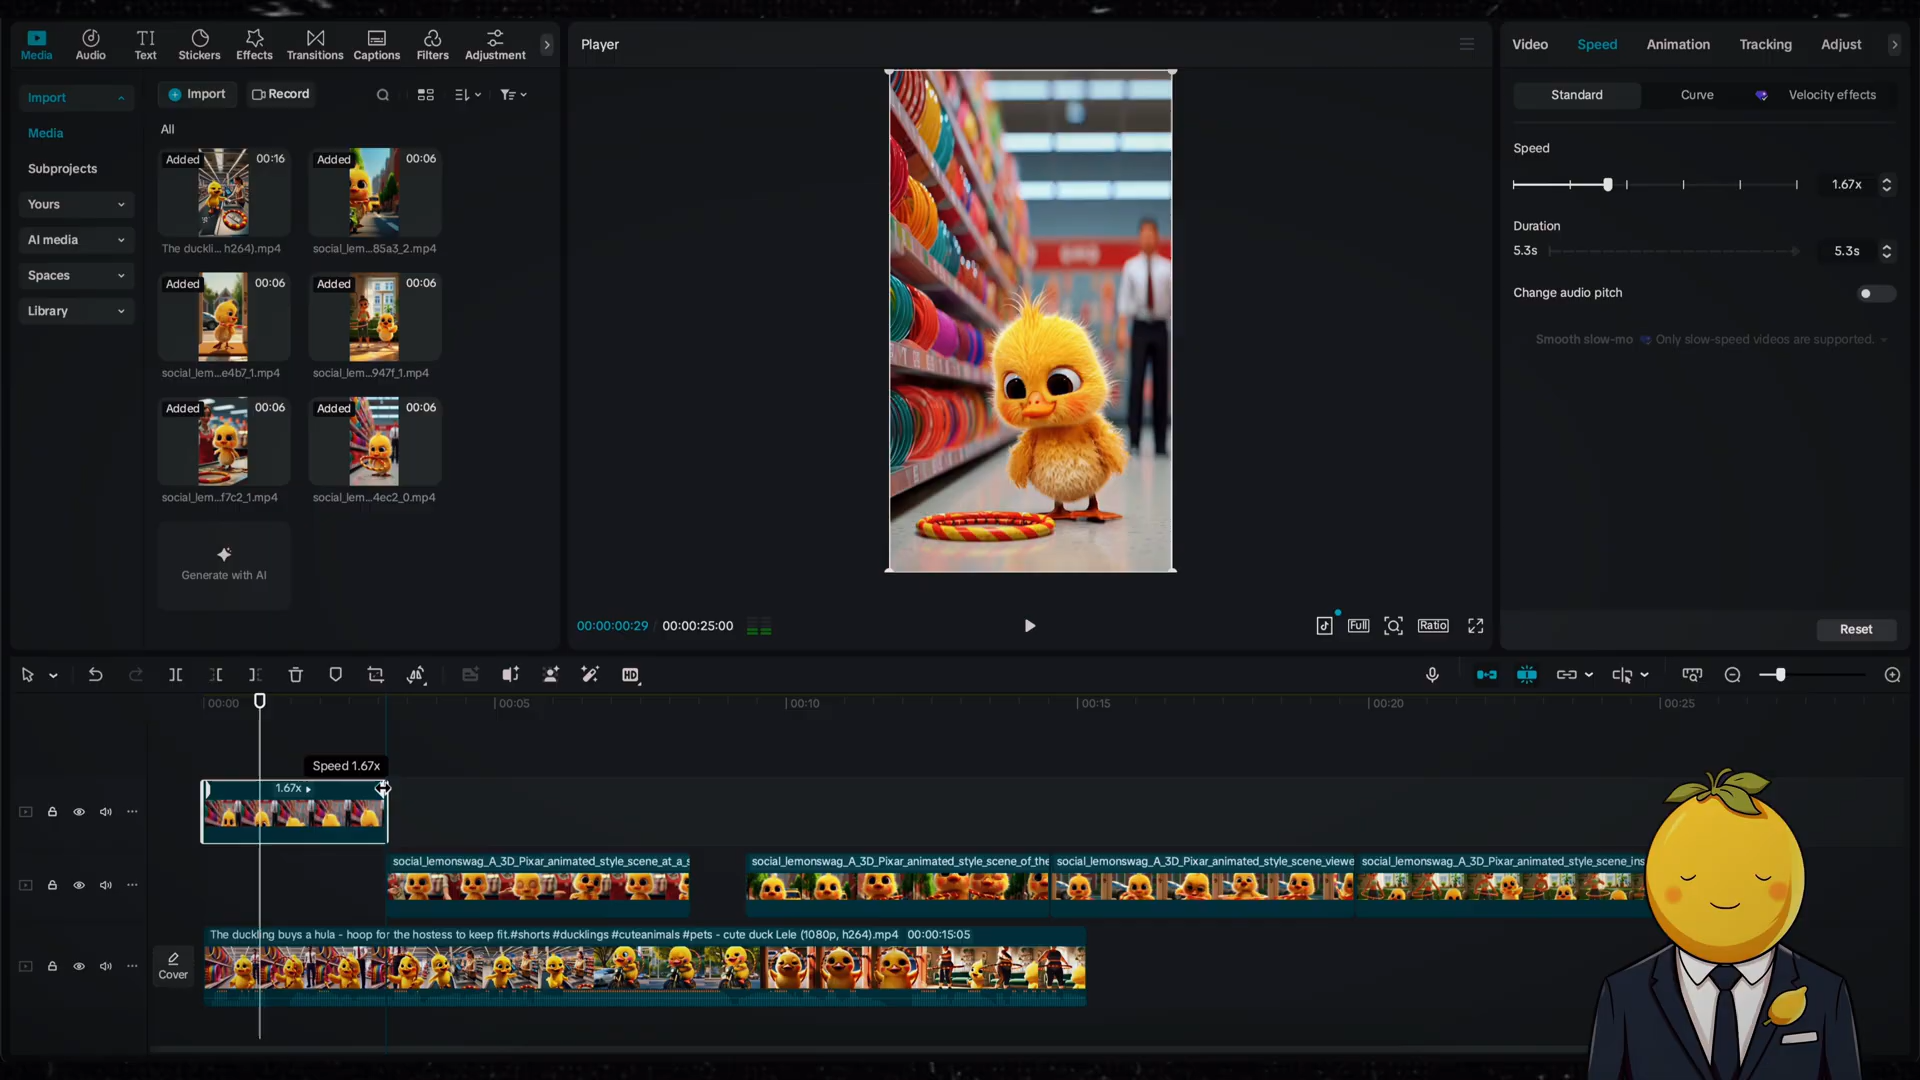 Media
Audio
Text
Stickers
Effects
Transitions
Captions
Filters
Adjustment
Import
Media
Subprojects
Yours
AI media
Spaces
Library
Import
Record
All
Added 00:16
The duckli... h264).mp4
Added 00:06
social_lem...85a3_2.mp4
Added 00:06
social_lem...e4b7_1.mp4
Added 00:06
social_lem...947f_1.mp4
Added 00:06
social_lem...f7c2_1.mp4
Added 00:06
social_lem...4ec2_0.mp4
Generate with AI
Player
00:00:00:29 / 00:00:25:00
Full
Ratio
Video
Speed
Animation
Tracking
Adjust
Standard
Curve
Velocity effects
Speed
1.67x
Duration
5.3s
5.3s
Change audio pitch
Smooth slow-mo Only slow-speed videos are supported.
Reset
HD
00:00
00:05
00:10
00:15
00:20
00:25
Speed 1.67x
1.67x
social_lemonswag_A_3D_Pixar_animated_style_scene_at_a_s
social_lemonswag_A_3D_Pixar_animated_style_scene_of_the
social_lemonswag_A_3D_Pixar_animated_style_scene_viewe
social_lemonswag_A_3D_Pixar_animated_style_scene_ins
Cover
The duckling buys a hula - hoop for the hostess to keep fit.#shorts #ducklings #cuteanimals #pets - cute duck Lele (1080p, h264).mp4 00:00:15:05